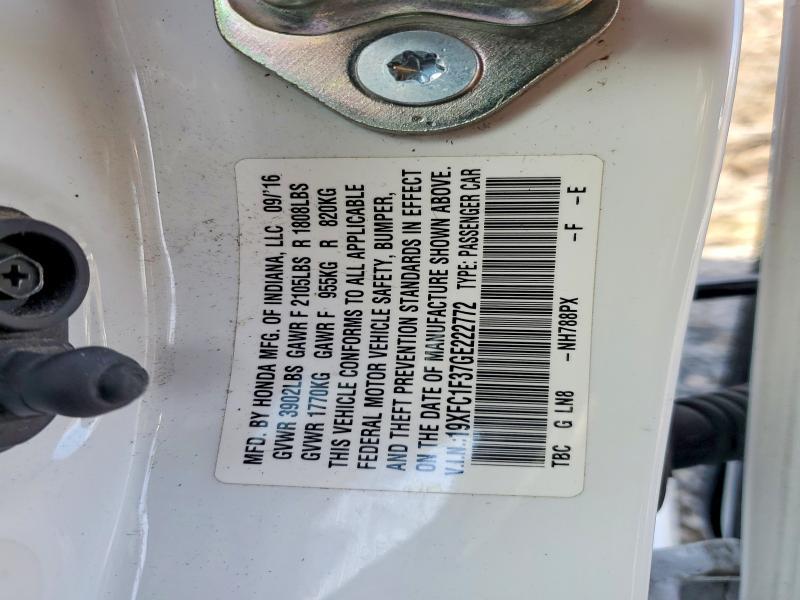 MFD. BY HONDA MFG. OF INDIANA, LLC 09/16
GVWR 3902LBS GAWR F 2105LBS R 1808LBS
GVWR 1770KG GAWR F 955KG R 820KG
THIS VEHICLE CONFORMS TO ALL APPLICABLE
FEDERAL MOTOR VEHICLE SAFETY, BUMPER,
AND THEFT PREVENTION STANDARDS IN EFFECT
ON THE DATE OF MANUFACTURE SHOWN ABOVE.
V.I.N.:19XFC1F37GE222772 TYPE: PASSENGER CAR
TBC G LN8 -NH788PX -F -E